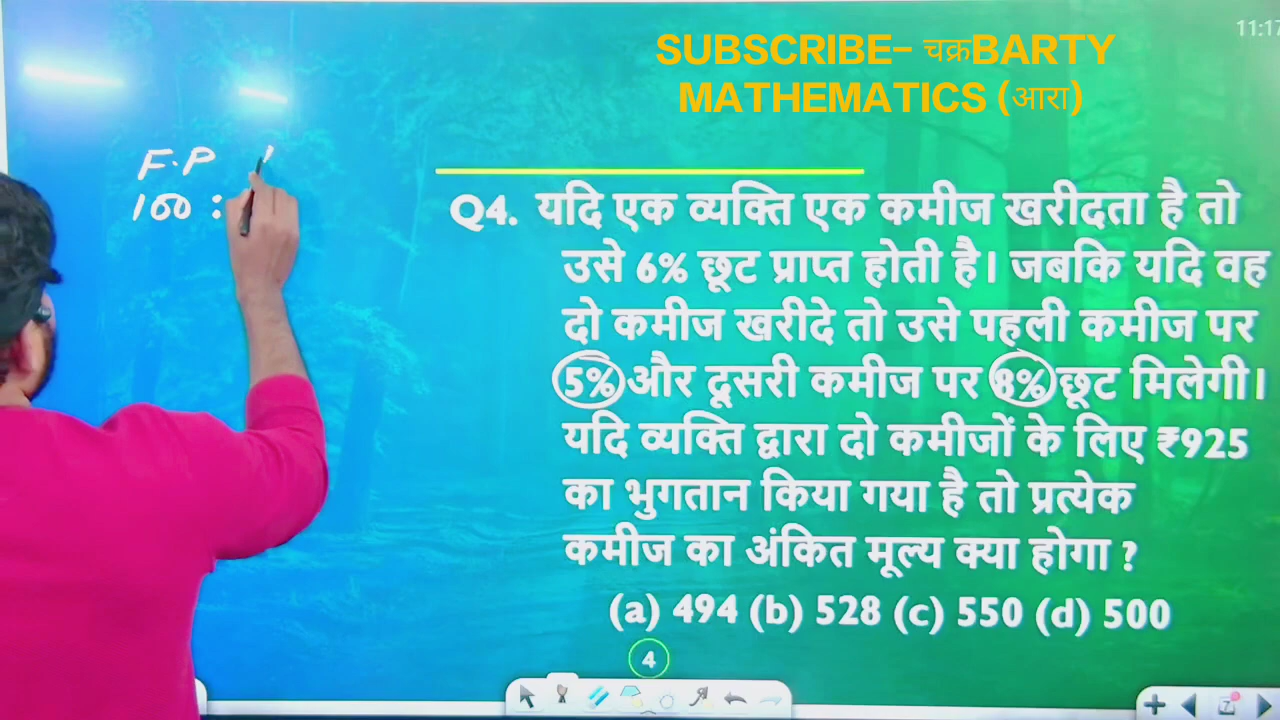 11:17
SUBSCRIBE- चक्रBARTY
MATHEMATICS (आरा)
F.P
100 :
Q4. यदि एक व्यक्ति एक कमीज खरीदता है तो
उसे 6% छूट प्राप्त होती है। जबकि यदि वह
दो कमीज खरीदे तो उसे पहली कमीज पर
5% और दूसरी कमीज पर 8% छूट मिलेगी।
यदि व्यक्ति द्वारा दो कमीजों के लिए ₹925
का भुगतान किया गया है तो प्रत्येक
कमीज का अंकित मूल्य क्या होगा ?
(a) 494 (b) 528 (c) 550 (d) 500
4